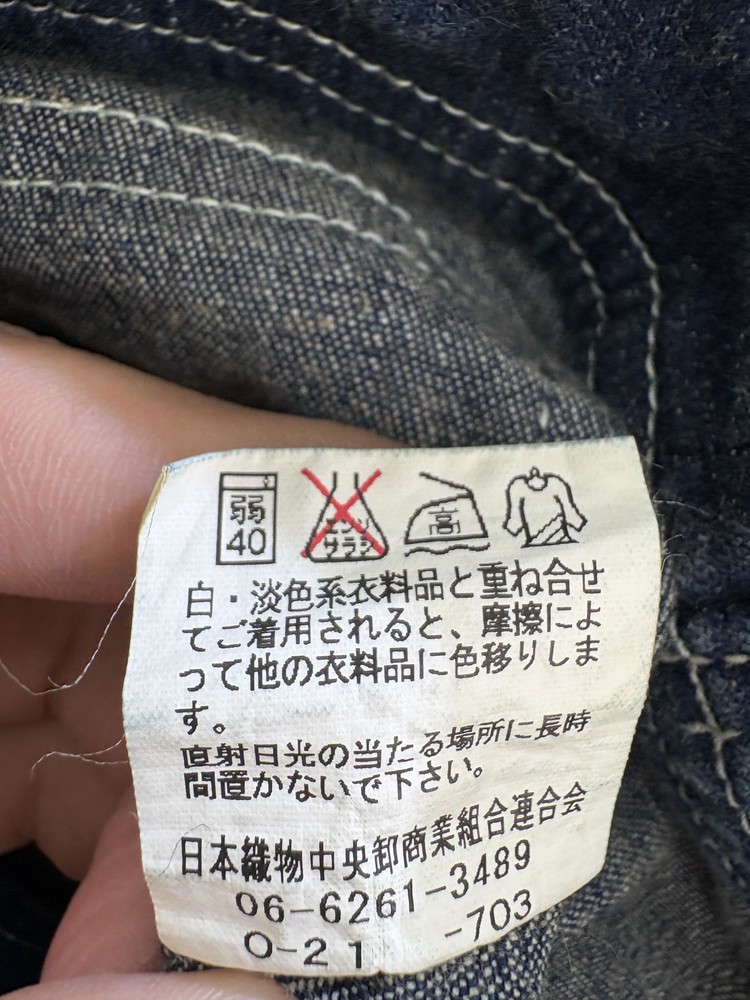 弱
40
エンソ
サラシ
高
白・淡色系衣料品と重ね合せ
てご着用されると、摩擦によ
って他の衣料品に色移りしま
す。
直射日光の当たる場所に長時
間置かないで下さい。
日本織物中央卸商業組合連合会
06-6261-3489
O-21 -703